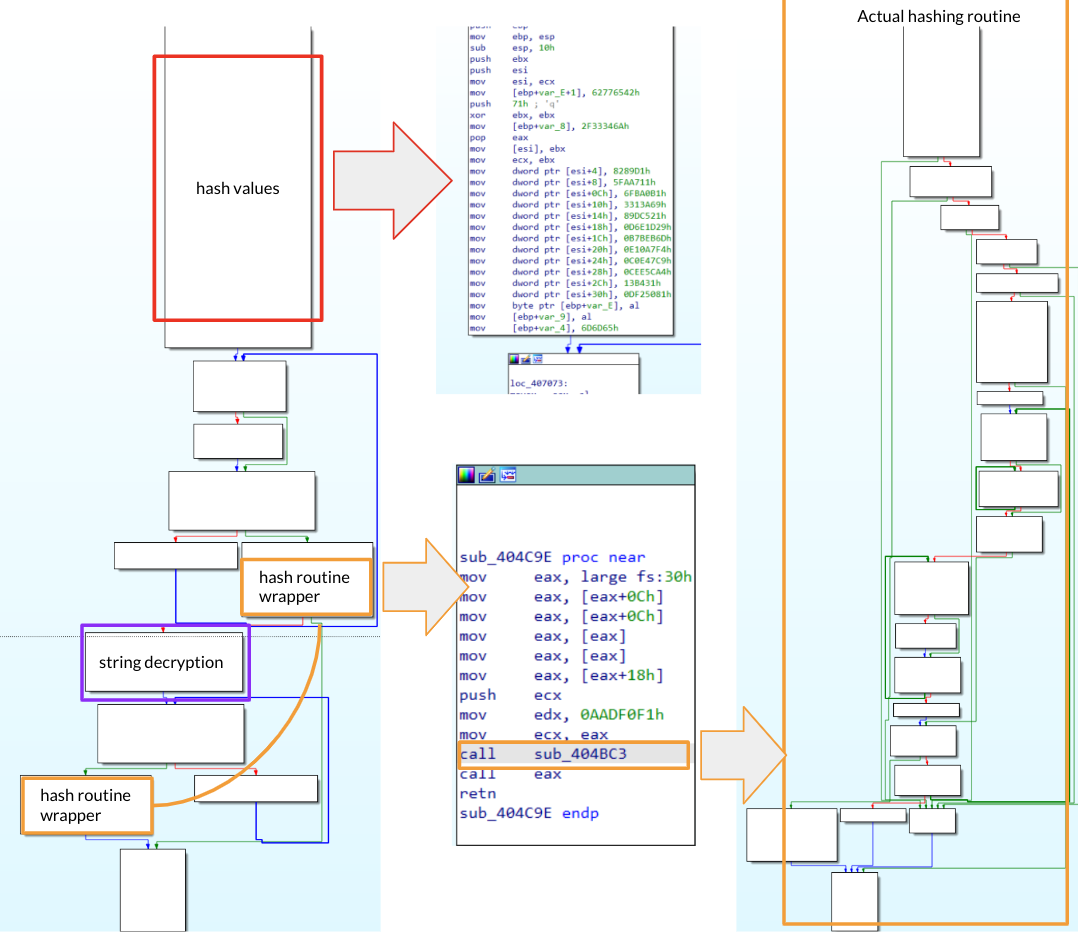 Actual hashing routine
hash values
mov ebp, esp
sub esp, 10h
push ebx
push esi
mov esi, ecx
mov [ebp+var_E+1], 62776542h
push 71h ; 'q'
xor ebx, ebx
mov [ebp+var_8], 2F33346Ah
pop eax
mov [esi], ebx
mov ecx, ebx
mov dword ptr [esi+4], 8289D1h
mov dword ptr [esi+8], 5FAA711h
mov dword ptr [esi+0Ch], 6FBA0B1h
mov dword ptr [esi+10h], 3313A69h
mov dword ptr [esi+14h], 89DC521h
mov dword ptr [esi+18h], 0D6E1D29h
mov dword ptr [esi+1Ch], 0B7BEB6Dh
mov dword ptr [esi+20h], 0E10A7F4h
mov dword ptr [esi+24h], 0C0E47C9h
mov dword ptr [esi+28h], 0CEE5CA4h
mov dword ptr [esi+2Ch], 13B431h
mov dword ptr [esi+30h], 0DF25081h
mov byte ptr [ebp+var_E], al
mov [ebp+var_9], al
mov [ebp+var_4], 6D6D65h
loc_407073:
hash routine
wrapper
string decryption
hash routine
wrapper
sub_404C9E proc near
mov eax, large fs:30h
mov eax, [eax+0Ch]
mov eax, [eax+0Ch]
mov eax, [eax]
mov eax, [eax]
mov eax, [eax+18h]
push ecx
mov edx, 0AADF0F1h
mov ecx, eax
call sub_404BC3
call eax
retn
sub_404C9E endp